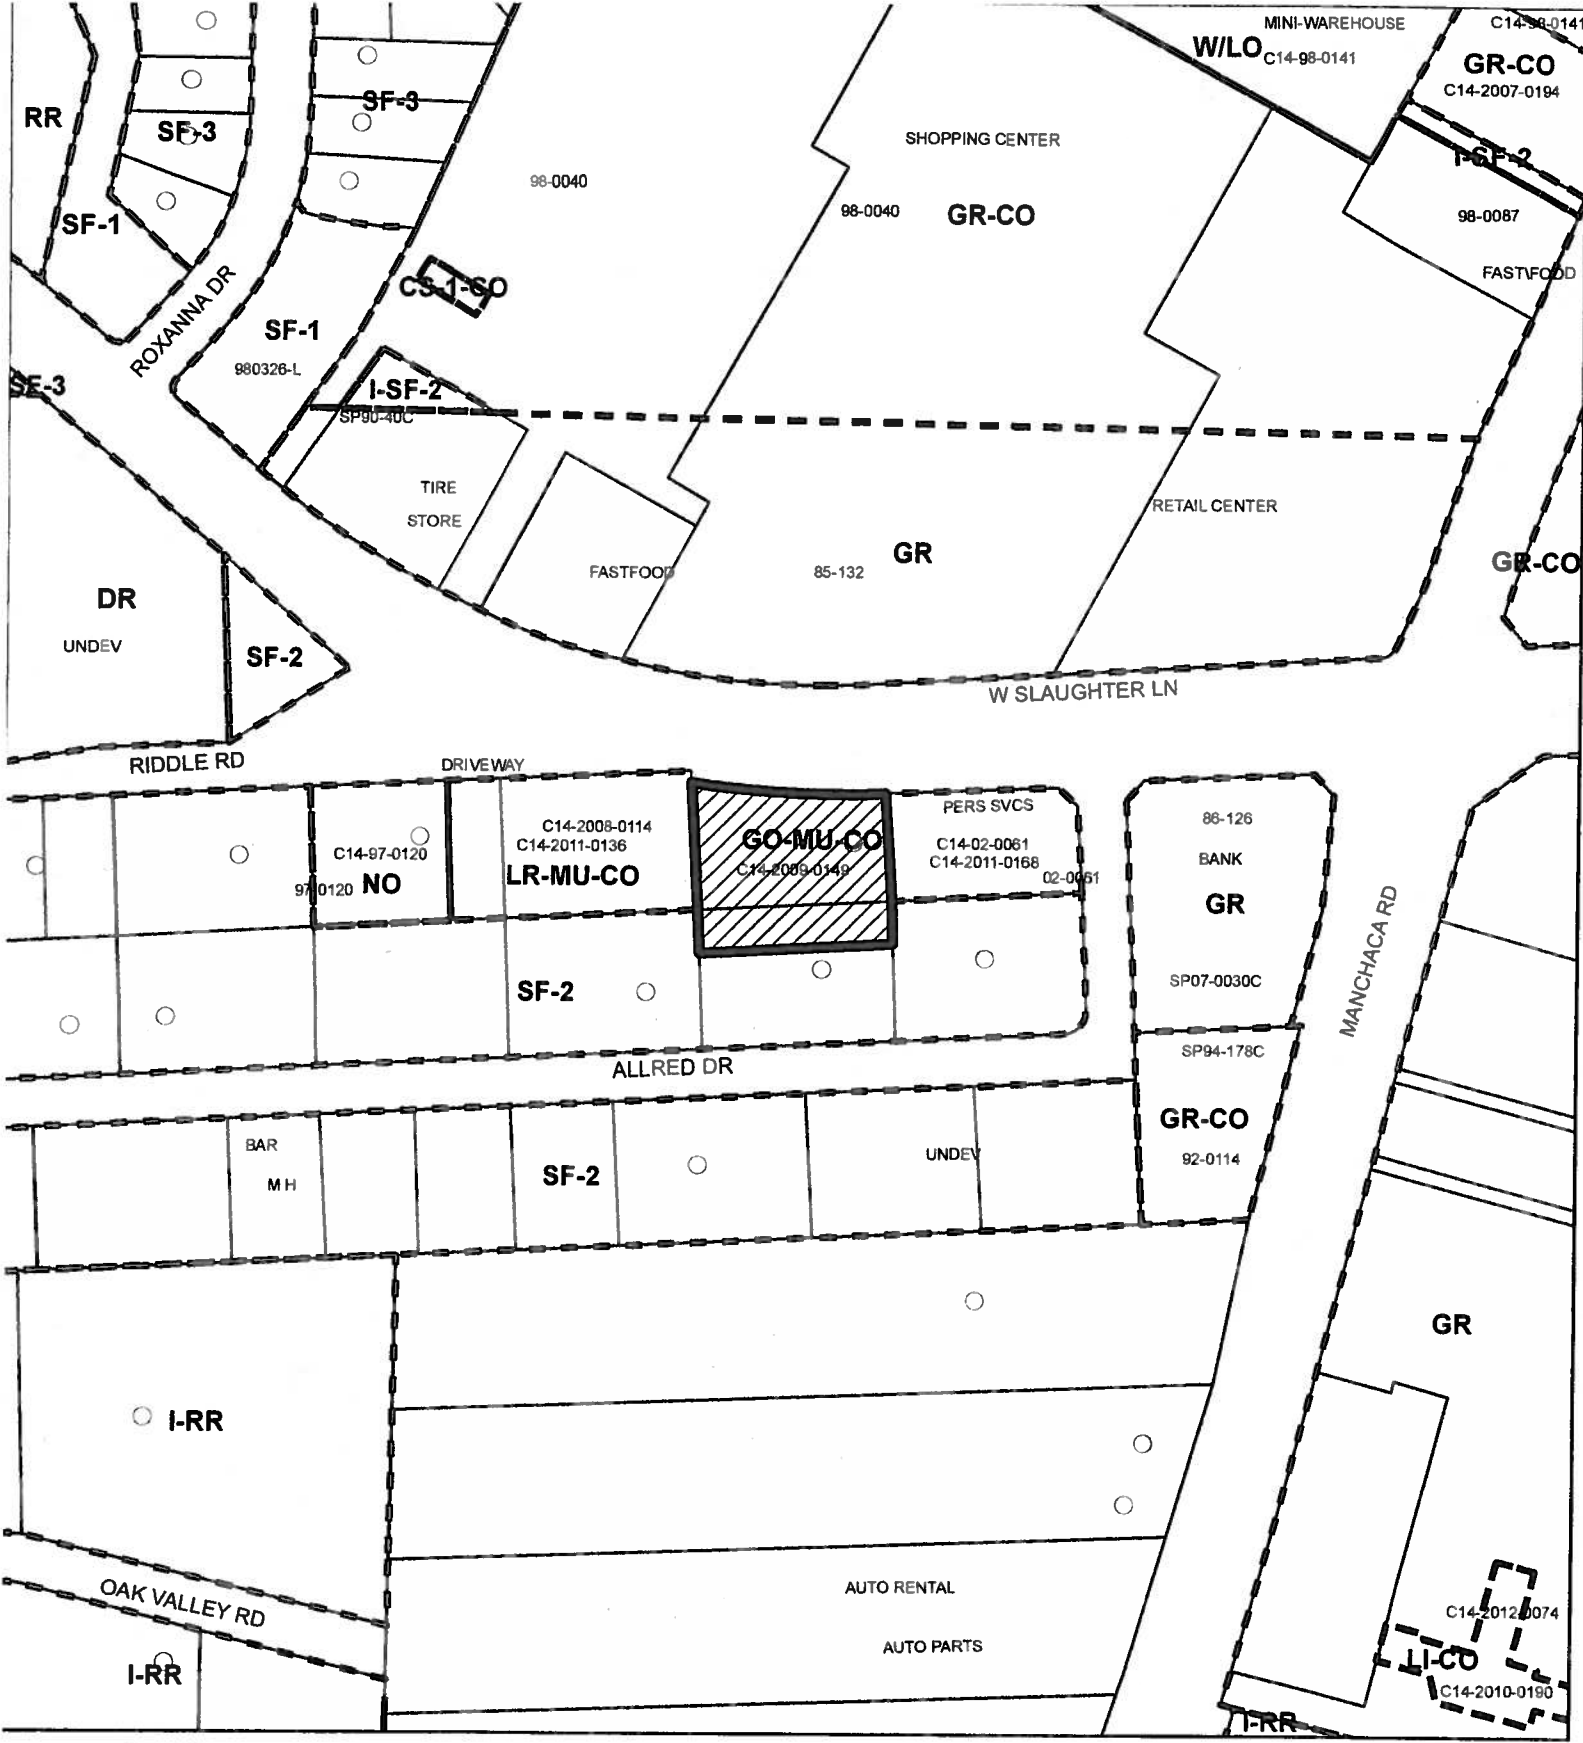 MINI-WAREHOUSE
W/LO
C14-98-0141
C14-98-0141
GR-CO
C14-2007-0194
RR
SF-3
SF-3
SHOPPING CENTER
I-SF-2
98-0040
98-0040
GR-CO
98-0087
SF-1
FAST FOOD
ROXANNA DR
CS-1-CO
SF-1
980326-L
SF-3
I-SF-2
SP90-40C
TIRE
STORE
RETAIL CENTER
FASTFOOD
85-132
GR
GR-CO
DR
UNDEV
SF-2
W SLAUGHTER LN
RIDDLE RD
DRIVEWAY
PERS SVCS
86-126
C14-2008-0114
C14-2011-0136
LR-MU-CO
GO-MU-CO
C14-2009-0149
C14-02-0061
C14-2011-0168
02-0061
BANK
GR
C14-97-0120
97-0120
NO
MANCHACA RD
SF-2
SP07-0030C
ALLRED DR
SP94-178C
GR-CO
92-0114
BAR
M H
SF-2
UNDEV
GR
I-RR
OAK VALLEY RD
AUTO RENTAL
AUTO PARTS
I-RR
C14-2012-0074
LI-CO
C14-2010-0190
I-RR